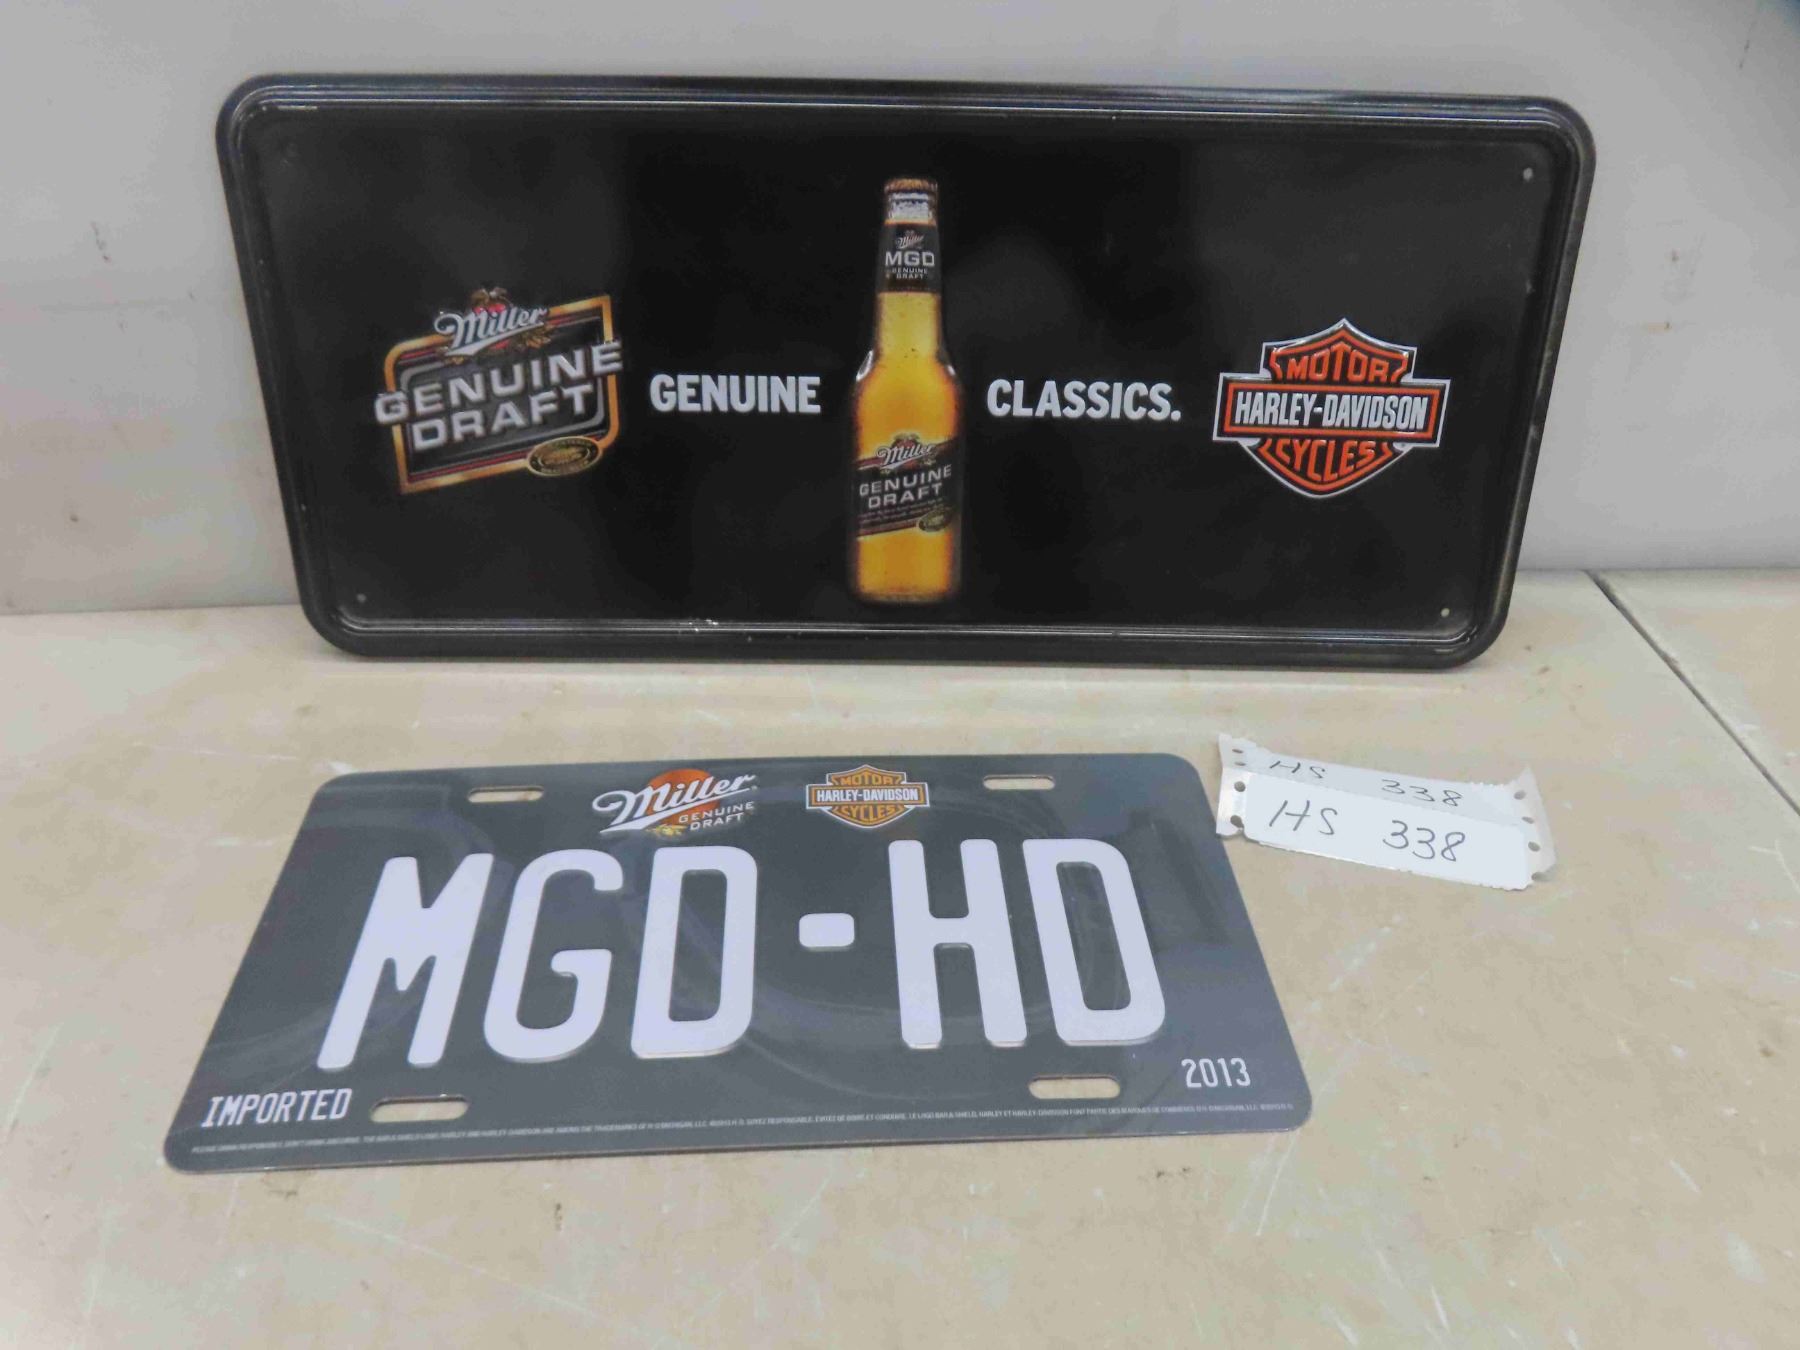 Miller
GENUINE
DRAFT
GENUINE
Miller
MGD
GENUINE
DRAFT
Miller
GENUINE
DRAFT
CLASSICS.
MOTOR
HARLEY-DAVIDSON
CYCLES
Miller
GENUINE
DRAFT
MOTOR
HARLEY-DAVIDSON
CYCLES
MGD-HD
IMPORTED
2013
HS 338
HS 338